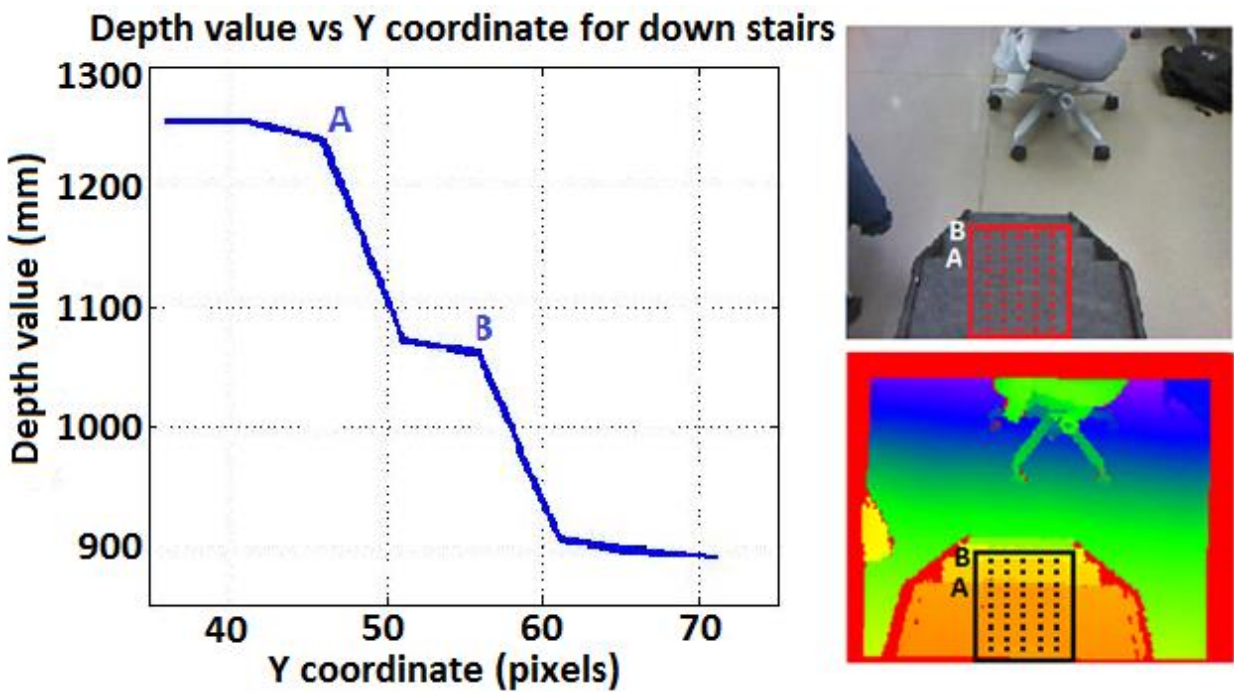 Depth value vs Y coordinate for down stairs
1300
1200
1100
1000
900
Depth value (mm)
A
B
40 50 60 70
Y coordinate (pixels)
B
A
B
A